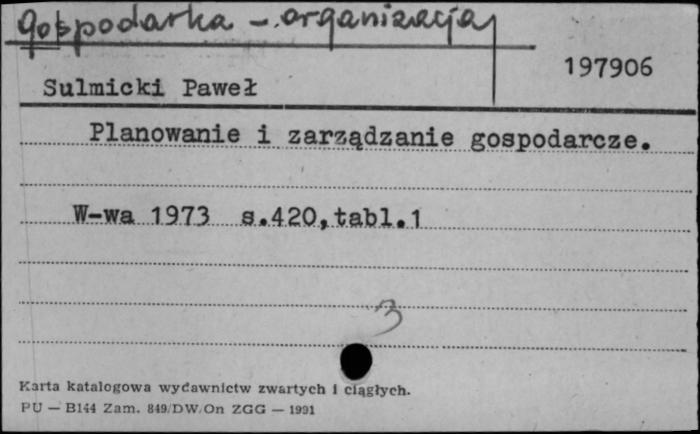 gospodarka - organizacja
197906
Sulmicki Paweł
Planowanie i zarządzanie gospodarcze.
W-wa 1973 s.420,tabl.1
3
Karta katalogowa wydawnictw zwartych i ciągłych.
PU — B144 Zam. 849/DW/On ZGG — 1991